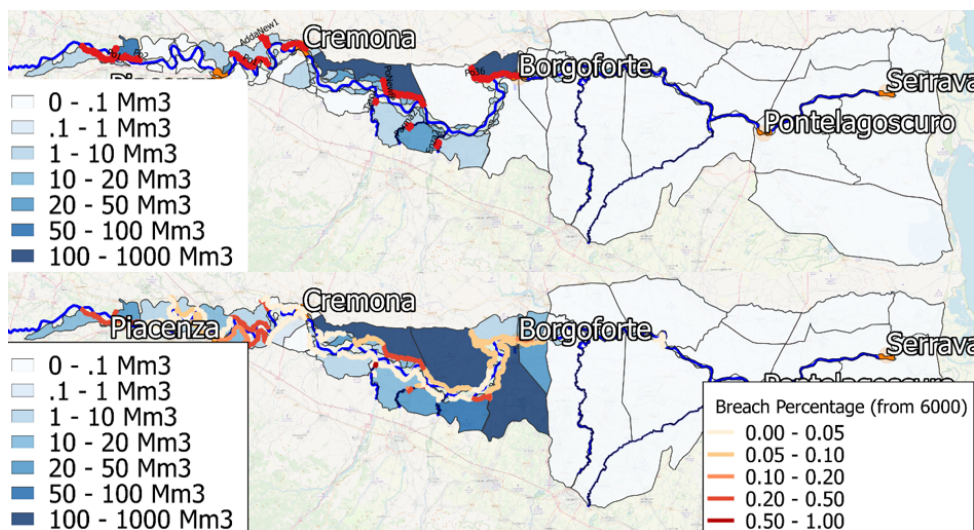 AddaNew1
Cremona
Po36
Borgoforte
Serrava
Pontelagoscuro
0 - .1 Mm3
.1 - 1 Mm3
1 - 10 Mm3
10 - 20 Mm3
20 - 50 Mm3
50 - 100 Mm3
100 - 1000 Mm3
Cremona
Piacenza
Borgoforte
Serrava
0 - .1 Mm3
.1 - 1 Mm3
1 - 10 Mm3
10 - 20 Mm3
20 - 50 Mm3
50 - 100 Mm3
100 - 1000 Mm3
Breach Percentage (from 6000)
0.00 - 0.05
0.05 - 0.10
0.10 - 0.20
0.20 - 0.50
0.50 - 1.00